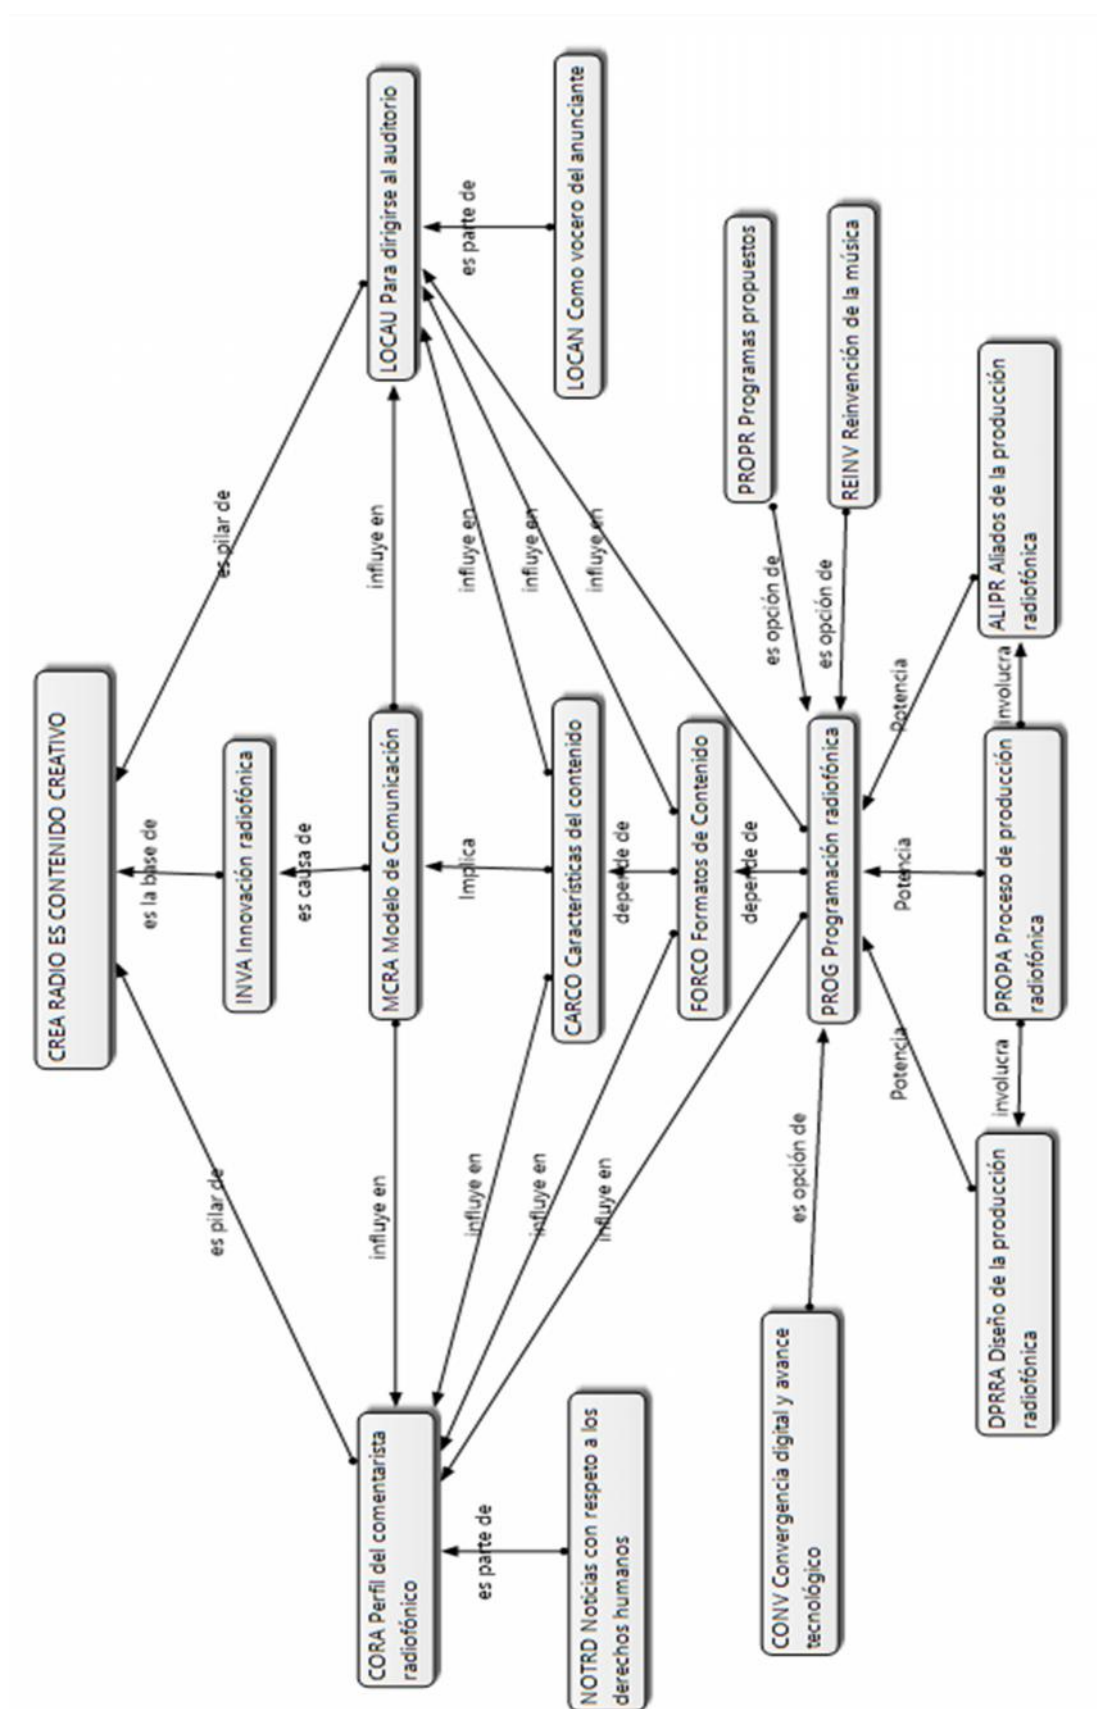 CREA RADIO ES CONTENIDO CREATIVO
es pilar de
es la base de
es pilar de
INVA Innovación radiofónica
es causa de
CORA Perfil del comentarista
radiofónico
influye en
MCRA Modelo de Comunicación
influye en
LOCAU Para dirigirse al auditorio
es parte de
influye en
Implica
influye en
es parte de
NOTRD Noticias con respeto a los
derechos humanos
influye en
CARCO Características del contenido
influye en
LOCAN Como vocero del anunciante
influye en
depende de
influye en
FORCO Formatos de Contenido
depende de
es opción de
PROPR Programas propuestos
CONV Convergencia digital y avance
tecnológico
es opción de
PROG Programación radiofónica
es opción de
REINV Reinvención de la música
Potencia
Potencia
Potencia
DPRRA Diseño de la producción
radiofónica
involucra
PROPA Proceso de producción
radiofónica
involucra
ALIPR Aliados de la producción
radiofónica